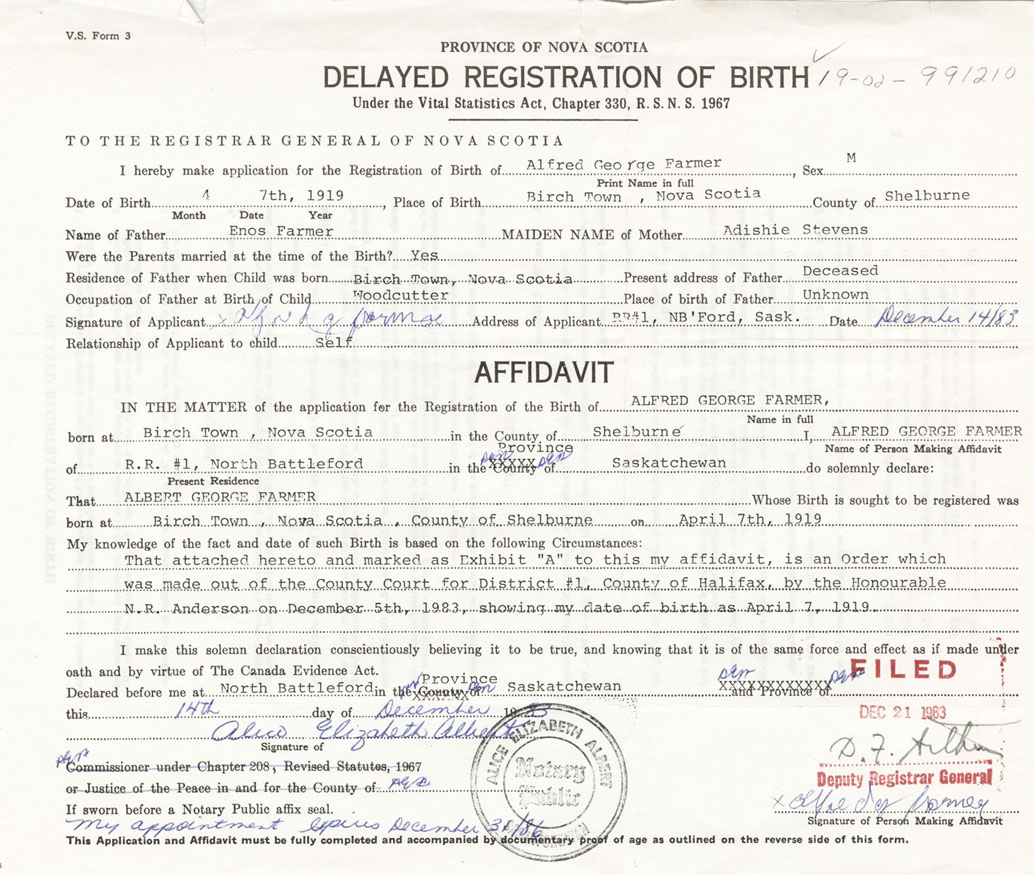 V.S. Form 3
PROVINCE OF NOVA SCOTIA
DELAYED REGISTRATION OF BIRTH 19-02-991210
Under the Vital Statistics Act, Chapter 330, R.S.N.S. 1967
TO THE REGISTRAR GENERAL OF NOVA SCOTIA
I hereby make application for the Registration of Birth of Alfred George Farmer, Sex M
Print Name in full
Date of Birth 4 7th, 1919, Place of Birth Birch Town , Nova Scotia County of Shelburne
Month Date Year
Name of Father Enos Farmer MAIDEN NAME of Mother Adishie Stevens
Were the Parents married at the time of the Birth? Yes
Residence of Father when Child was born Birch Town, Nova Scotia Present address of Father Deceased
Occupation of Father at Birth of Child Woodcutter Place of birth of Father Unknown
Signature of Applicant x Alfred g farmer Address of Applicant RR#1, NB'Ford, Sask. Date December 14/83
Relationship of Applicant to child Self
AFFIDAVIT
IN THE MATTER of the application for the Registration of the Birth of ALFRED GEORGE FARMER,
Name in full
born at Birch Town , Nova Scotia in the County of Shelburne I, ALFRED GEORGE FARMER
Province Name of Person Making Affidavit
of R.R. #1, North Battleford in the County of Saskatchewan do solemnly declare:
Present Residence
That ALBERT GEORGE FARMER Whose Birth is sought to be registered was
born at Birch Town , Nova Scotia , County of Shelburne on April 7th, 1919
My knowledge of the fact and date of such Birth is based on the following Circumstances:
That attached hereto and marked as Exhibit "A" to this my affidavit, is an Order which
was made out of the County Court for District #1, County of Halifax, by the Honourable
N.R. Anderson on December 5th, 1983, showing my date of birth as April 7, 1919.
I make this solemn declaration conscientiously believing it to be true, and knowing that it is of the same force and effect as if made under
oath and by virtue of The Canada Evidence Act.
FILED
Province
Declared before me at North Battleford in the County of Saskatchewan XXXXXXXXXXXXX and Province of
this 14th day of December 1983
DEC 21 1983
Alice Elizabeth Albert
Signature of
Commissioner under Chapter 208, Revised Statutes, 1967
or Justice of the Peace in and for the County of
Deputy Registrar General
If sworn before a Notary Public affix seal.
x Alfred g farmer
Signature of Person Making Affidavit
My appointment expires December 31/86
ALICE ELIZABETH ALBERT
Notary Public
This Application and Affidavit must be fully completed and accompanied by documentary proof of age as outlined on the reverse side of this form.